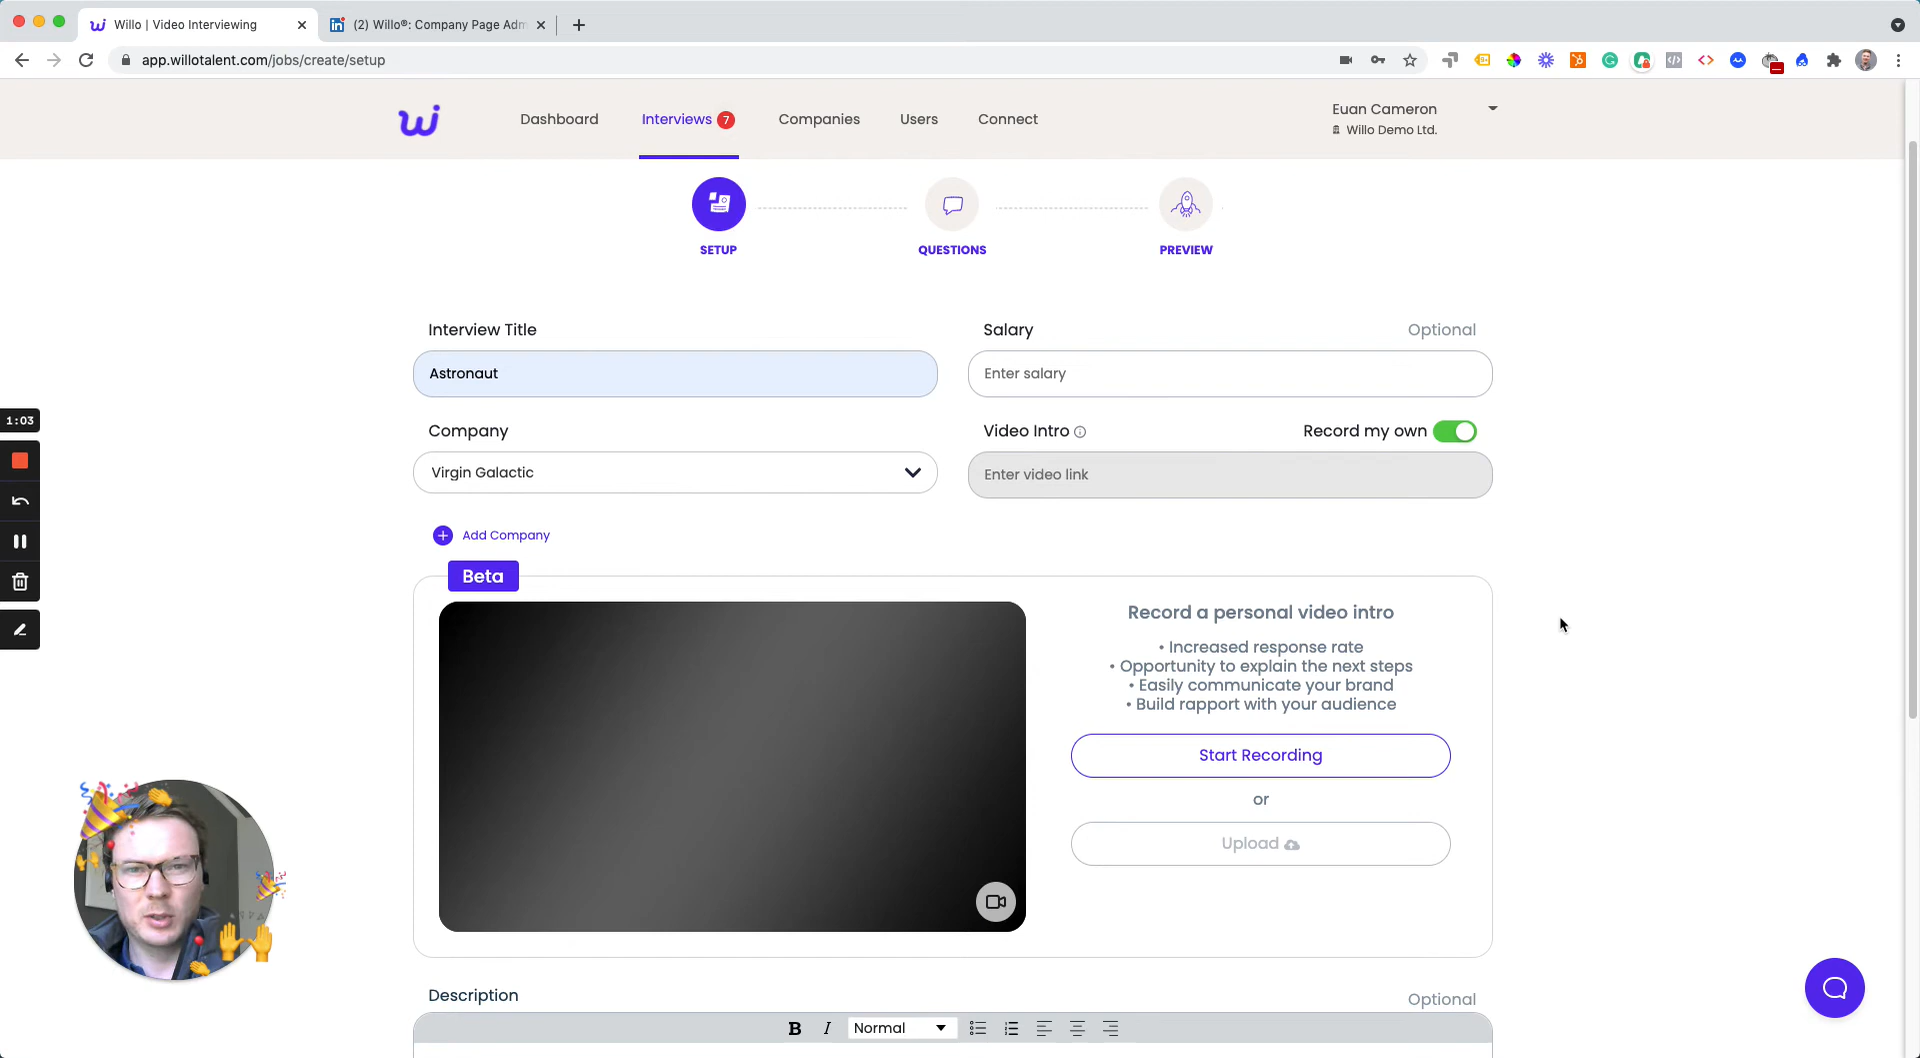 Willo | Video Interviewing
(2) Willo®: Company Page Adm
app.willotalent.com/jobs/create/setup
Dashboard
Interviews 7
Companies
Users
Connect
Euan Cameron
Willo Demo Ltd.
SETUP
QUESTIONS
PREVIEW
Interview Title
Salary
Optional
Astronaut
Enter salary
1:03
Company
Video Intro
Record my own
Virgin Galactic
Enter video link
Add Company
Beta
Record a personal video intro
• Increased response rate
• Opportunity to explain the next steps
• Easily communicate your brand
• Build rapport with your audience
Start Recording
or
Upload
Description
Optional
B I Normal